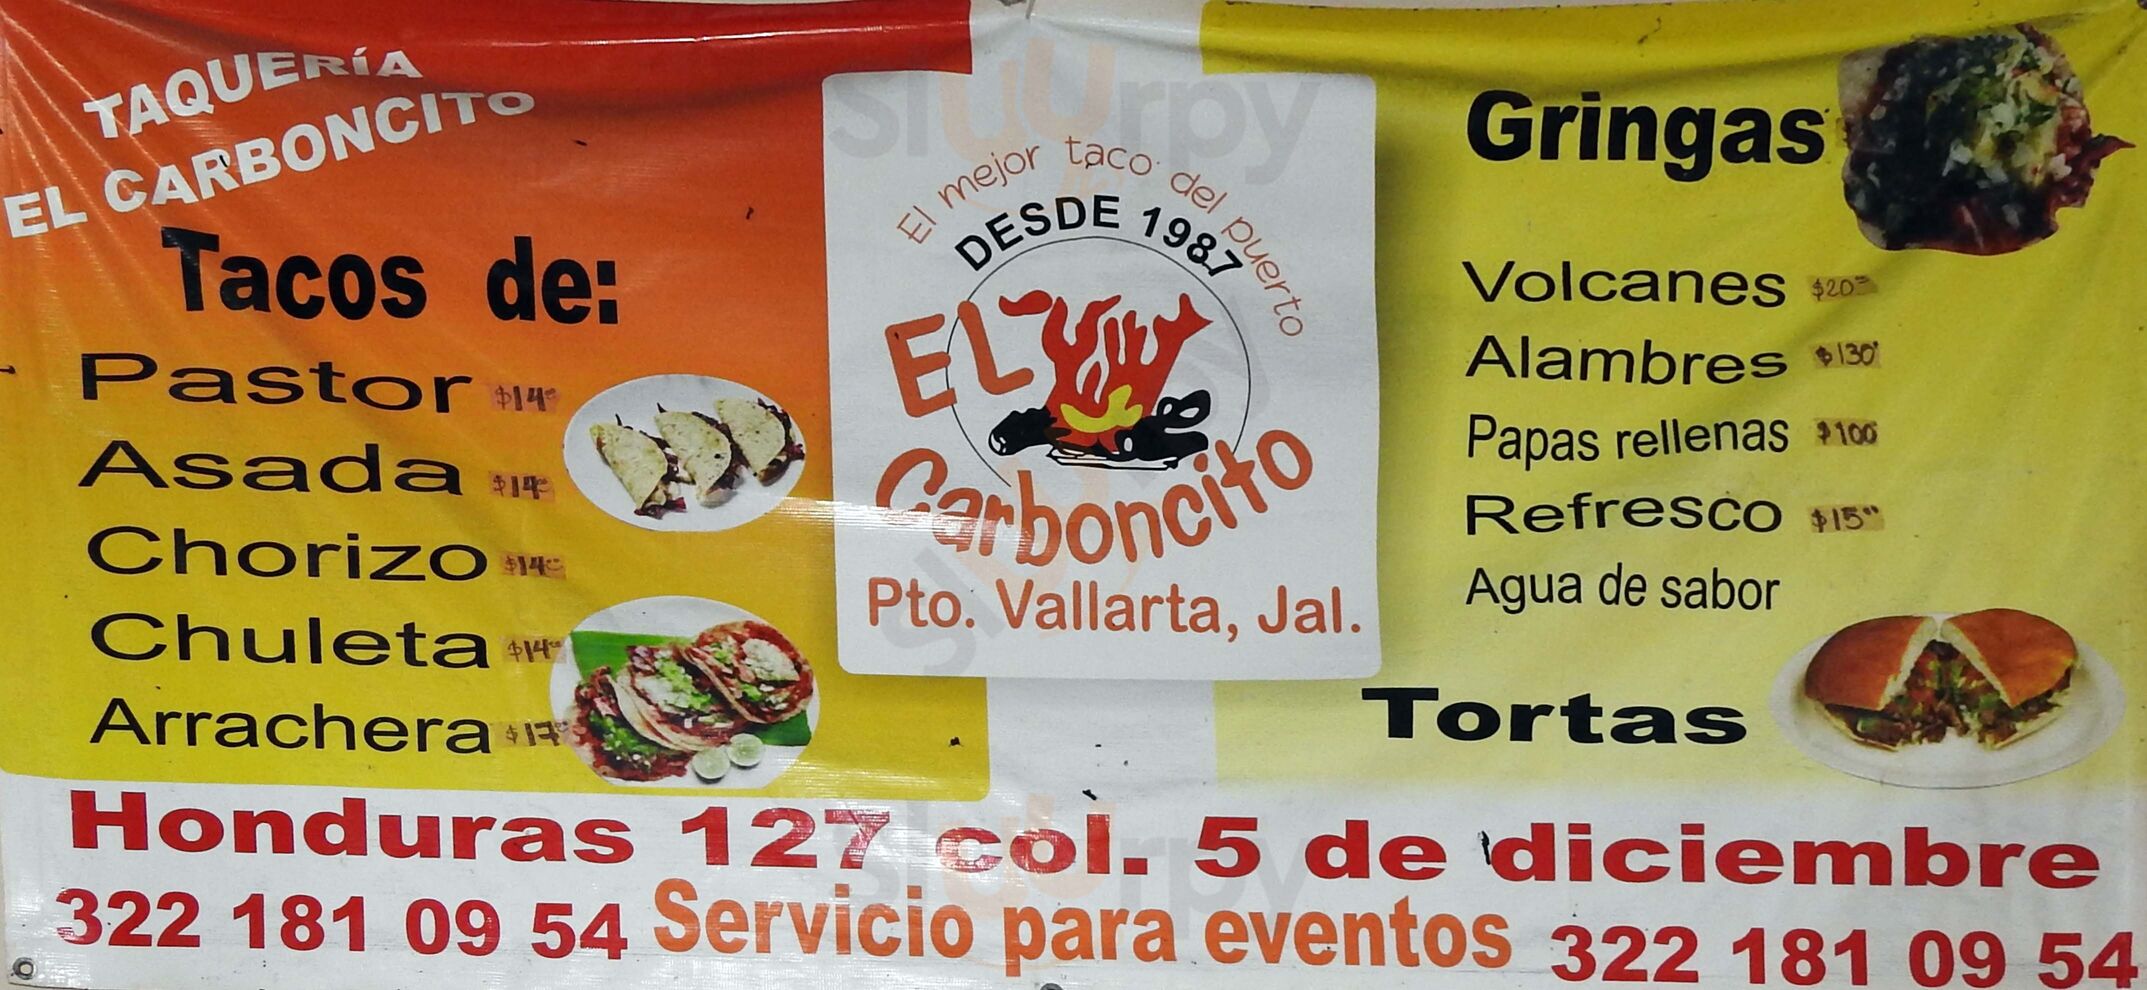 TAQUERÍA
EL CARBONCITO
Tacos de:
Pastor $14
Asada $14
Chorizo $14
Chuleta $14
Arrachera $17
El mejor taco del puerto
DESDE 1987
EL
Carboncito
Pto. Vallarta, Jal.
Gringas
Volcanes $20
Alambres $130
Papas rellenas $100
Refresco $15
Agua de sabor
Tortas
Honduras 127 col. 5 de diciembre
322 181 09 54 Servicio para eventos 322 181 09 54
sluurpy
sluurpy
sluurpy